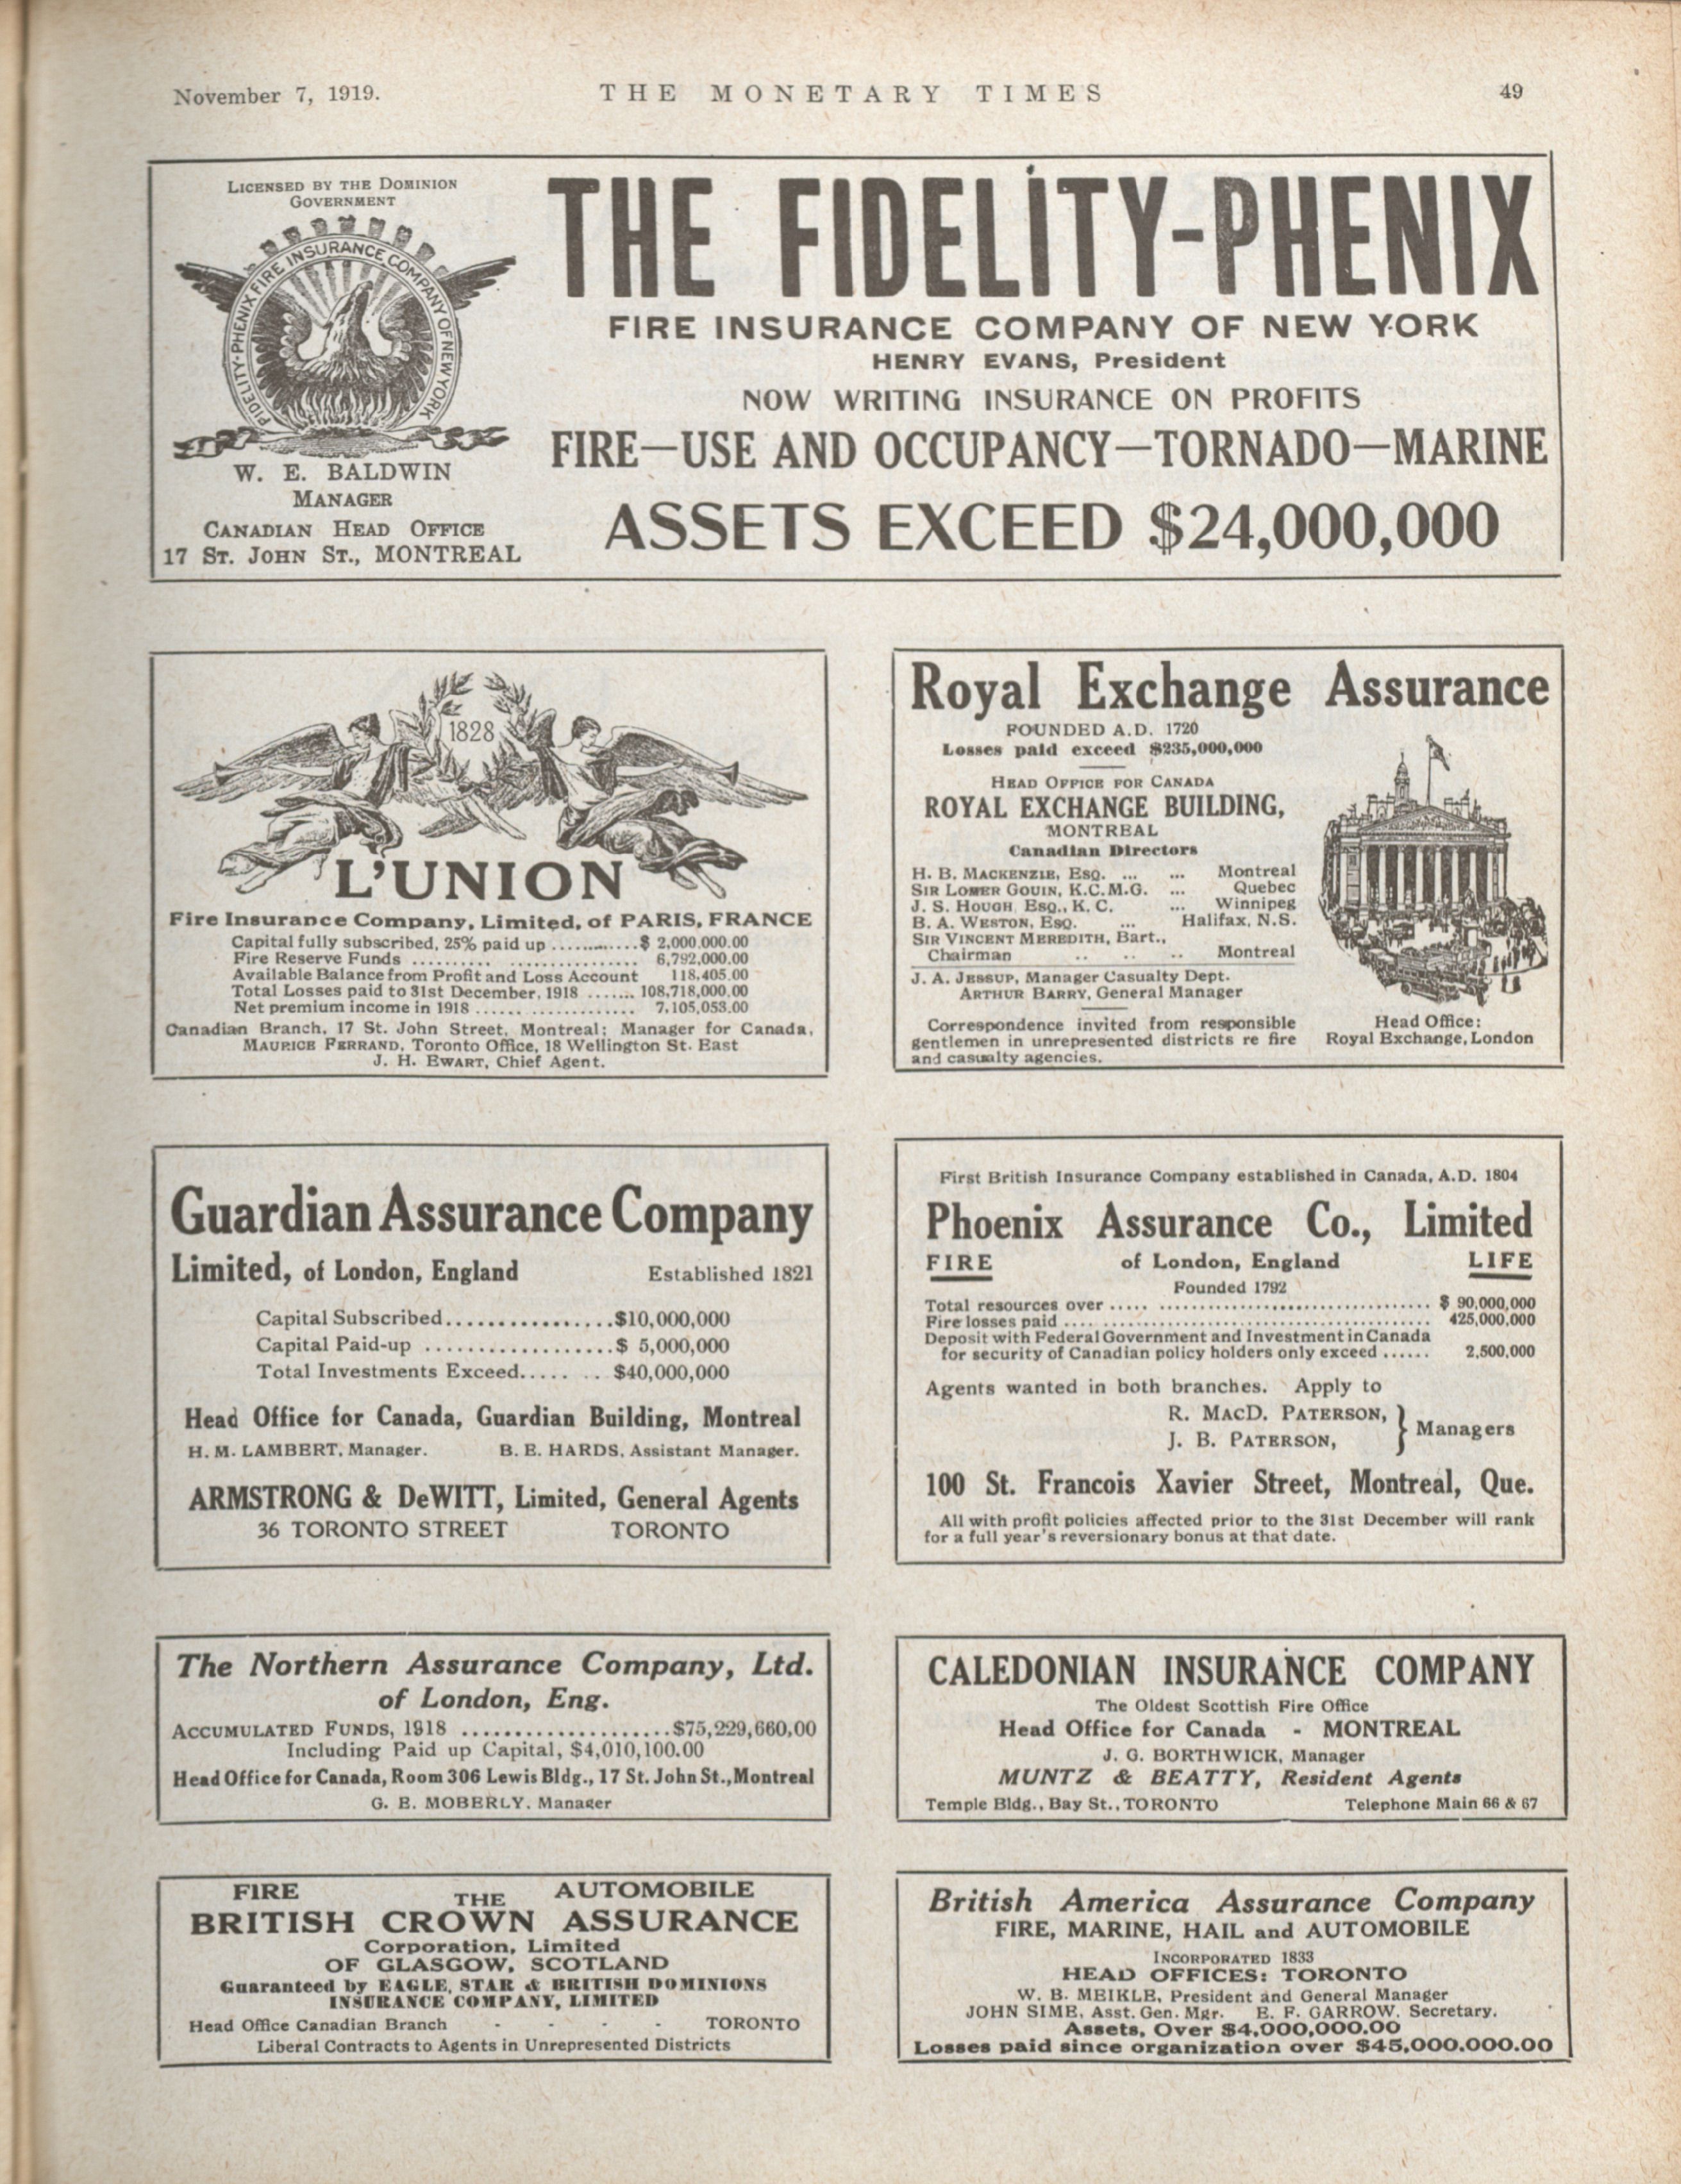 November 7, 1919.
THE MONETARY TIMES
49
LICENSED BY THE DOMINION
GOVERNMENT
FIDELITY-PHENIX FIRE INSURANCE COMPANY OF NEW YORK
W. E. BALDWIN
MANAGER
CANADIAN HEAD OFFICE
17 ST. JOHN ST., MONTREAL
THE FIDELITY-PHENIX
FIRE INSURANCE COMPANY OF NEW YORK
HENRY EVANS, President
NOW WRITING INSURANCE ON PROFITS
FIRE—USE AND OCCUPANCY—TORNADO—MARINE
ASSETS EXCEED $24,000,000
1828
L'UNION
Fire Insurance Company, Limited, of PARIS, FRANCE
Capital fully subscribed, 25% paid up ............$ 2,000,000.00
Fire Reserve Funds .......... ................ 6,792,000.00
Available Balance from Profit and Loss Account 118,405.00
Total Losses paid to 31st December, 1918 ....... 108,718,000.00
Net premium income in 1918 ...................... 7,105,053.00
Canadian Branch, 17 St. John Street, Montreal; Manager for Canada,
MAURICE FERRAND, Toronto Office, 18 Wellington St. East
J. H. EWART, Chief Agent.
Royal Exchange Assurance
FOUNDED A.D. 1720
Losses paid exceed $235,000,000
HEAD OFFICE FOR CANADA
ROYAL EXCHANGE BUILDING,
MONTREAL
Canadian Directors
H. B. MACKENZIE, ESQ. ... ... Montreal
SIR LOMER GOUIN, K.C.M.G. ... Quebec
J. S. HOUGH, ESQ., K. C. ... Winnipeg
B. A. WESTON, ESQ. ... Halifax, N.S.
SIR VINCENT MEREDITH, Bart.,
Chairman .. .. .. Montreal
J. A. JESSUP, Manager Casualty Dept.
ARTHUR BARRY, General Manager
Correspondence invited from responsible
gentlemen in unrepresented districts re fire
and casualty agencies.
Head Office:
Royal Exchange, London
Guardian Assurance Company
Limited, of London, England Established 1821
Capital Subscribed................$10,000,000
Capital Paid-up ..................$ 5,000,000
Total Investments Exceed..... .. $40,000,000
Head Office for Canada, Guardian Building, Montreal
H. M. LAMBERT, Manager. B. E. HARDS, Assistant Manager.
ARMSTRONG & DeWITT, Limited, General Agents
36 TORONTO STREET TORONTO
First British Insurance Company established in Canada, A.D. 1804
Phoenix Assurance Co., Limited
FIRE of London, England LIFE
Founded 1792
Total resources over ..... .................................. $ 90,000,000
Fire losses paid .... ....................................... 425,000,000
Deposit with Federal Government and Investment in Canada
for security of Canadian policy holders only exceed ...... 2,500,000
Agents wanted in both branches. Apply to
R. MACD. PATERSON, } Managers
J. B. PATERSON,
100 St. Francois Xavier Street, Montreal, Que.
All with profit policies affected prior to the 31st December will rank
for a full year's reversionary bonus at that date.
The Northern Assurance Company, Ltd.
of London, Eng.
ACCUMULATED FUNDS, 1918 ...................$75,229,660,00
Including Paid up Capital, $4,010,100.00
Head Office for Canada, Room 306 Lewis Bldg., 17 St. John St., Montreal
G. E. MOBERLY, Manager
CALEDONIAN INSURANCE COMPANY
The Oldest Scottish Fire Office
Head Office for Canada - MONTREAL
J. G. BORTHWICK, Manager
MUNTZ & BEATTY, Resident Agents
Temple Bldg., Bay St., TORONTO Telephone Main 66 & 67
FIRE THE AUTOMOBILE
BRITISH CROWN ASSURANCE
Corporation, Limited
OF GLASGOW, SCOTLAND
Guaranteed by EAGLE, STAR & BRITISH DOMINIONS
INSURANCE COMPANY, LIMITED
Head Office Canadian Branch - - - - TORONTO
Liberal Contracts to Agents in Unrepresented Districts
British America Assurance Company
FIRE, MARINE, HAIL and AUTOMOBILE
INCORPORATED 1833
HEAD OFFICES: TORONTO
W. B. MEIKLE, President and General Manager
JOHN SIME, Asst. Gen. Mgr. E. F. GARROW, Secretary.
Assets, Over $4,000,000.00
Losses paid since organization over $45,000,000.00